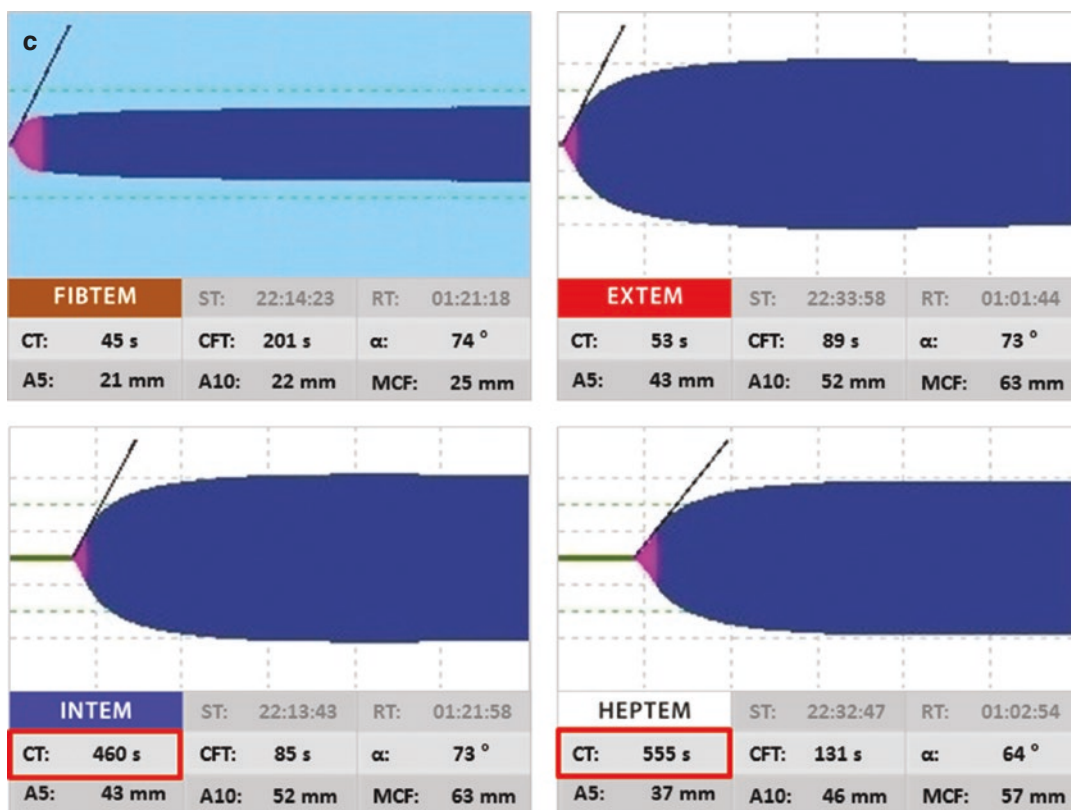 c
FIBTEM ST: 22:14:23 RT: 01:21:18
CT: 45 s CFT: 201 s α: 74 °
A5: 21 mm A10: 22 mm MCF: 25 mm
EXTEM ST: 22:33:58 RT: 01:01:44
CT: 53 s CFT: 89 s α: 73 °
A5: 43 mm A10: 52 mm MCF: 63 mm
INTEM ST: 22:13:43 RT: 01:21:58
CT: 460 s CFT: 85 s α: 73 °
A5: 43 mm A10: 52 mm MCF: 63 mm
HEPTEM ST: 22:32:47 RT: 01:02:54
CT: 555 s CFT: 131 s α: 64 °
A5: 37 mm A10: 46 mm MCF: 57 mm